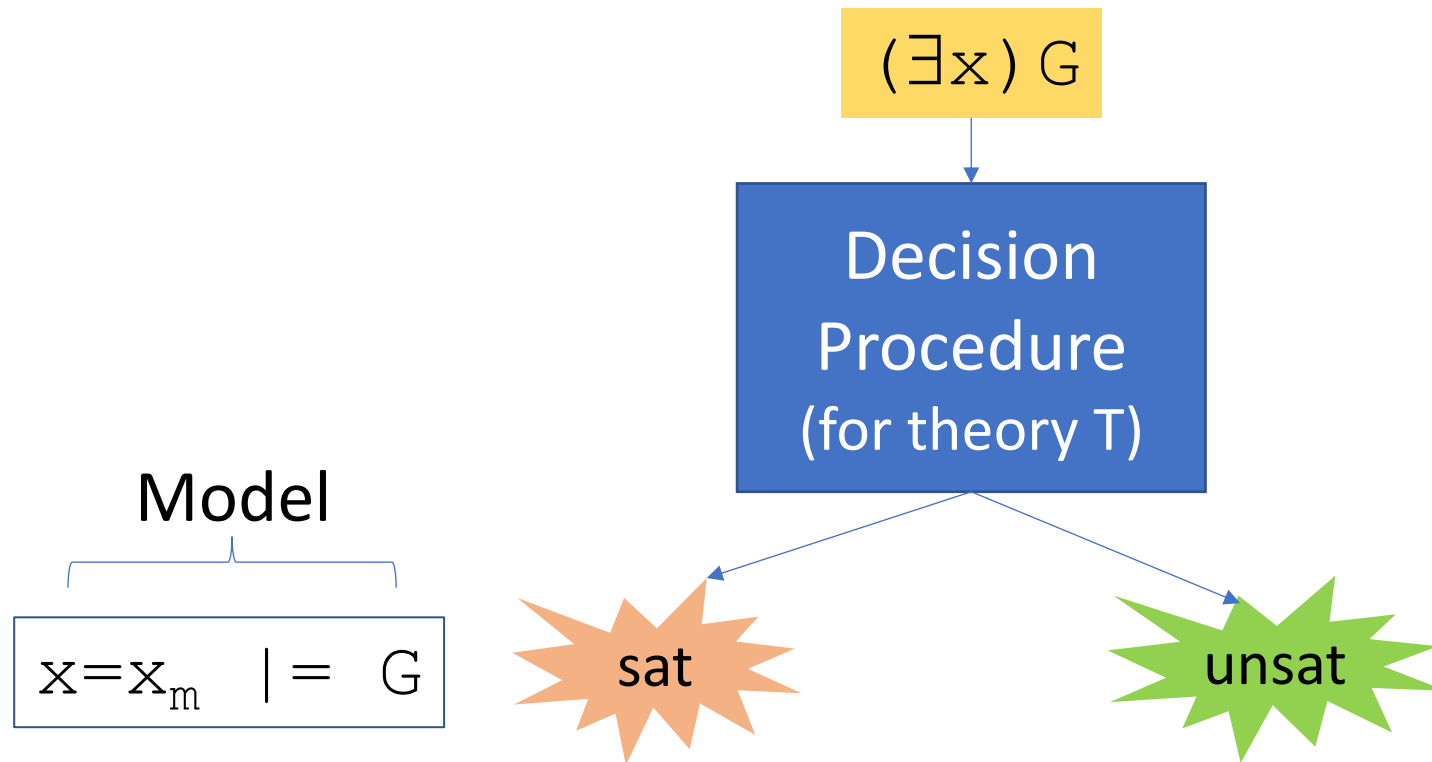 (∃x)G
Decision
Procedure
(for theory T)
Model
x=xₘ |= G
sat
unsat